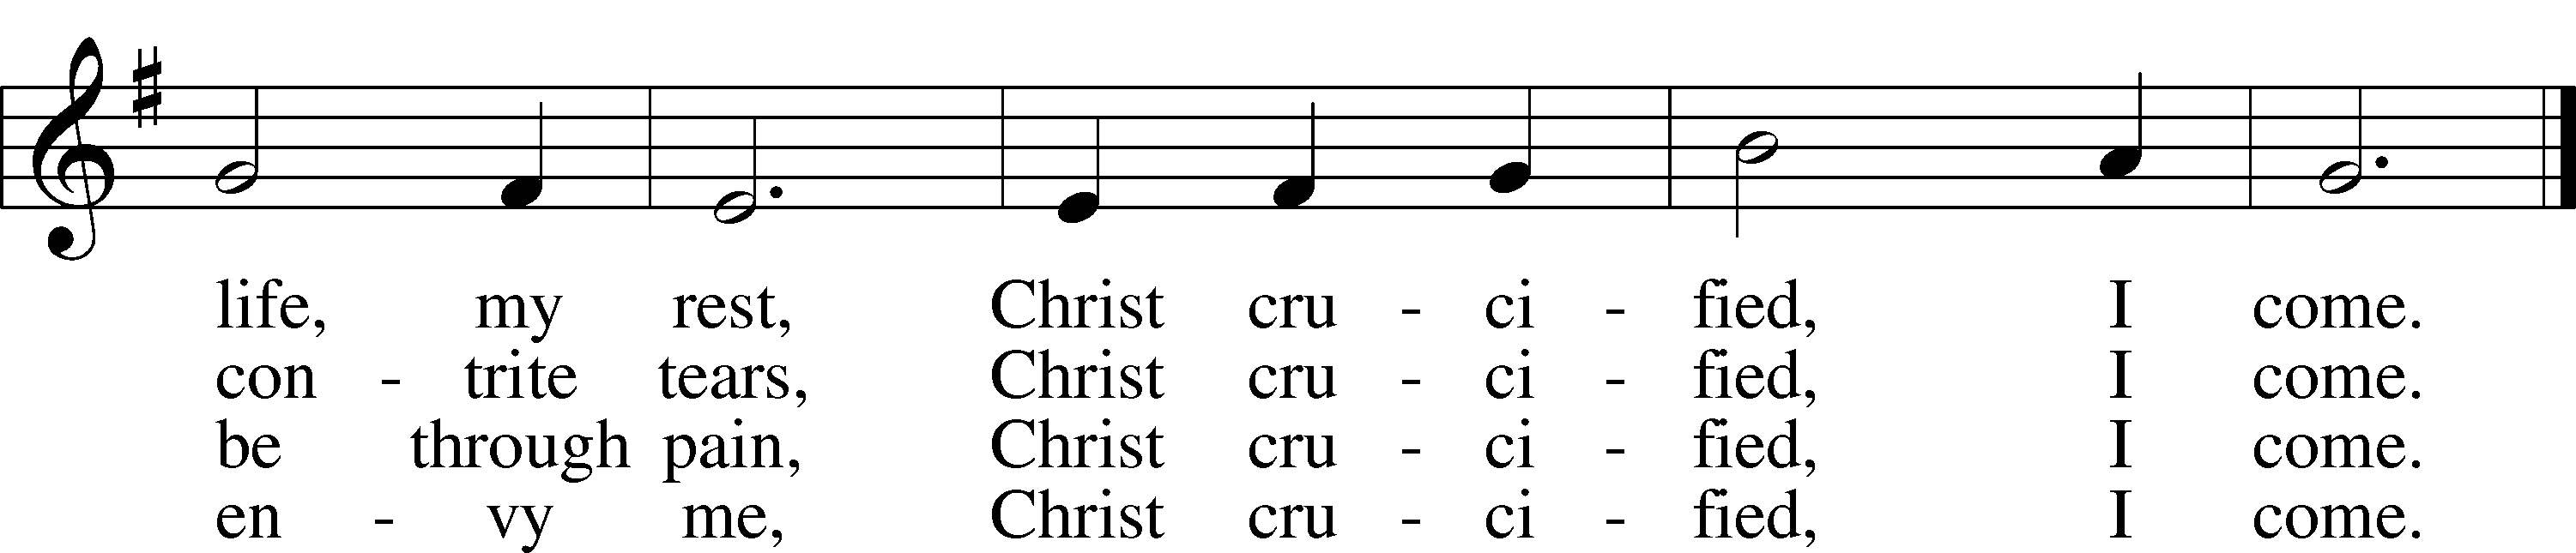 life, my rest, Christ cru - ci - fied, I come.
con - trite tears, Christ cru - ci - fied, I come.
be through pain, Christ cru - ci - fied, I come.
en - vy me, Christ cru - ci - fied, I come.